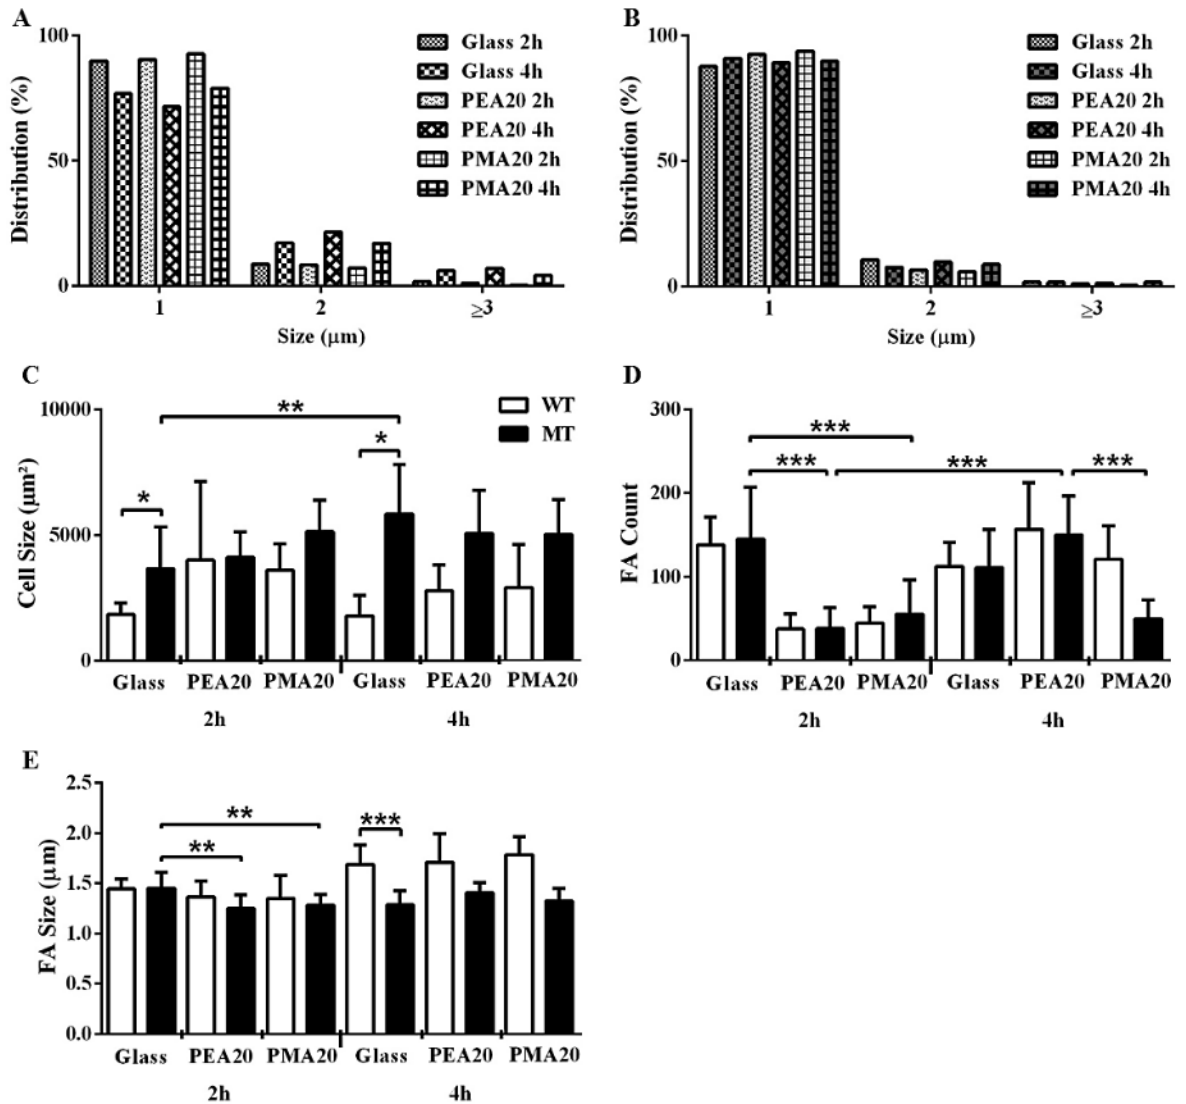 A
100
50
0
Distribution (%)
1
2
≥3
Size (μm)
Glass 2h
Glass 4h
PEA20 2h
PEA20 4h
PMA20 2h
PMA20 4h
B
100
50
0
Distribution (%)
1
2
≥3
Size (μm)
Glass 2h
Glass 4h
PEA20 2h
PEA20 4h
PMA20 2h
PMA20 4h
C
10000
5000
0
Cell Size (μm²)
*
**
*
WT
MT
Glass PEA20 PMA20 Glass PEA20 PMA20
2h 4h
D
300
200
100
0
FA Count
***
*** *** ***
Glass PEA20 PMA20 Glass PEA20 PMA20
2h 4h
E
2.5
2.0
1.5
1.0
0.5
0.0
FA Size (μm)
** ***
**
Glass PEA20 PMA20 Glass PEA20 PMA20
2h 4h